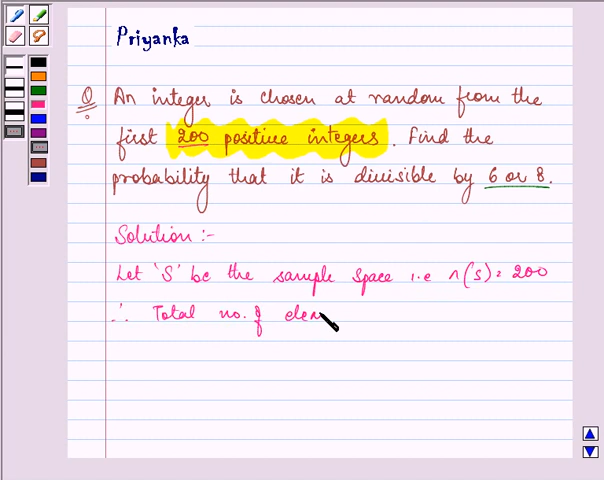 Priyanka
Q An integer is chosen at random from the
first 200 positive integers. Find the
probability that it is divisible by 6 or 8.
Solution :-
Let 'S' be the sample space i.e n(s) = 200
∴ Total no. of elem